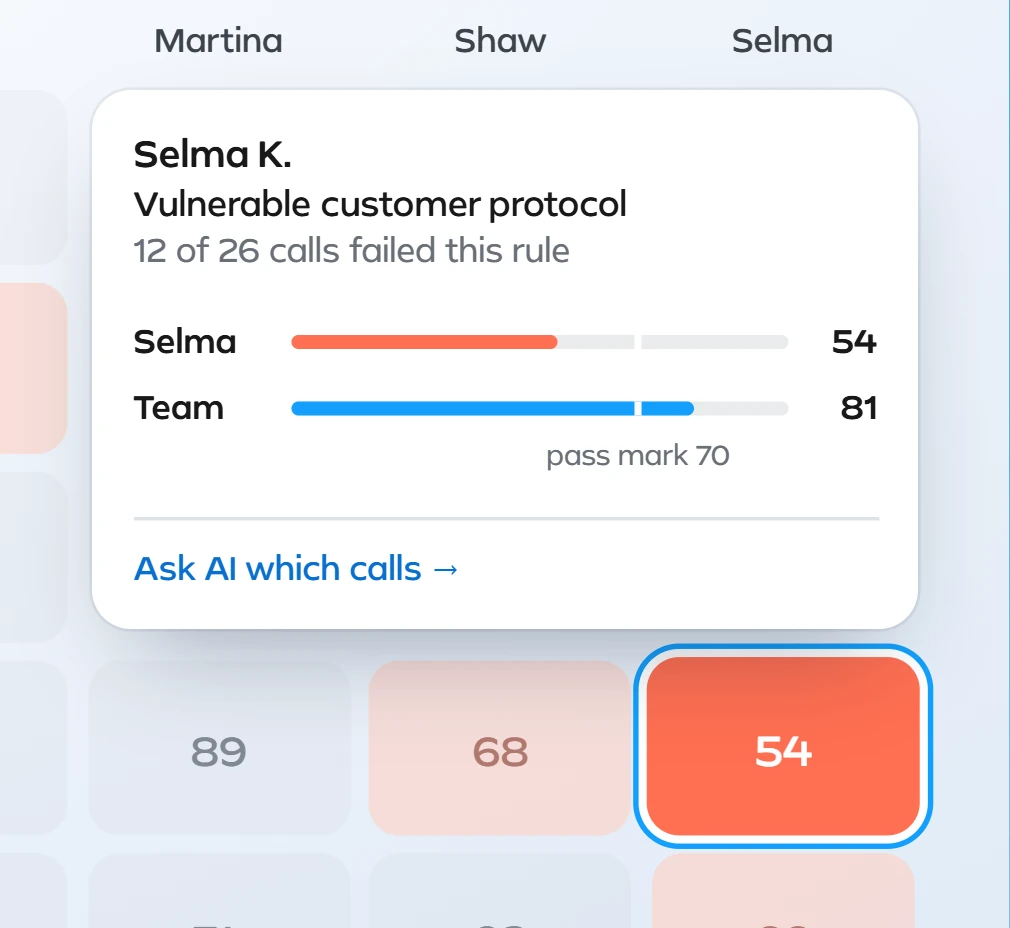 Martina Shaw Selma
Selma K.
Vulnerable customer protocol
12 of 26 calls failed this rule
Selma 54
Team 81
pass mark 70
Ask AI which calls →
89 68 54